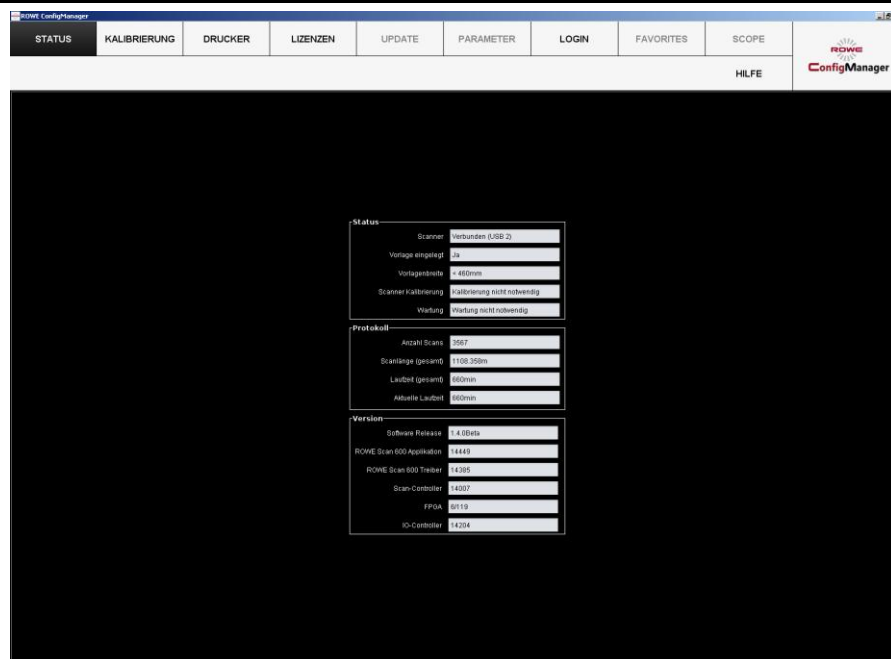 ROWE ConfigManager
STATUS KALIBRIERUNG DRUCKER LIZENZEN UPDATE PARAMETER LOGIN FAVORITES SCOPE
ROWE
ConfigManager
HILFE
Status
Scanner Verbunden (USB 2)
Vorlage eingelegt Ja
Vorlagenbreite < 460mm
Scanner Kalibrierung Kalibrierung nicht notwendig
Wartung Wartung nicht notwendig
Protokoll
Anzahl Scans 3567
Scanlänge (gesamt) 1108.358m
Laufzeit (gesamt) 660min
Aktuelle Laufzeit 660min
Version
Software Release 1.4.0Beta
ROWE Scan 600 Applikation 14449
ROWE Scan 600 Treiber 14385
Scan-Controller 14007
FPGA 6/119
IO-Controller 14204